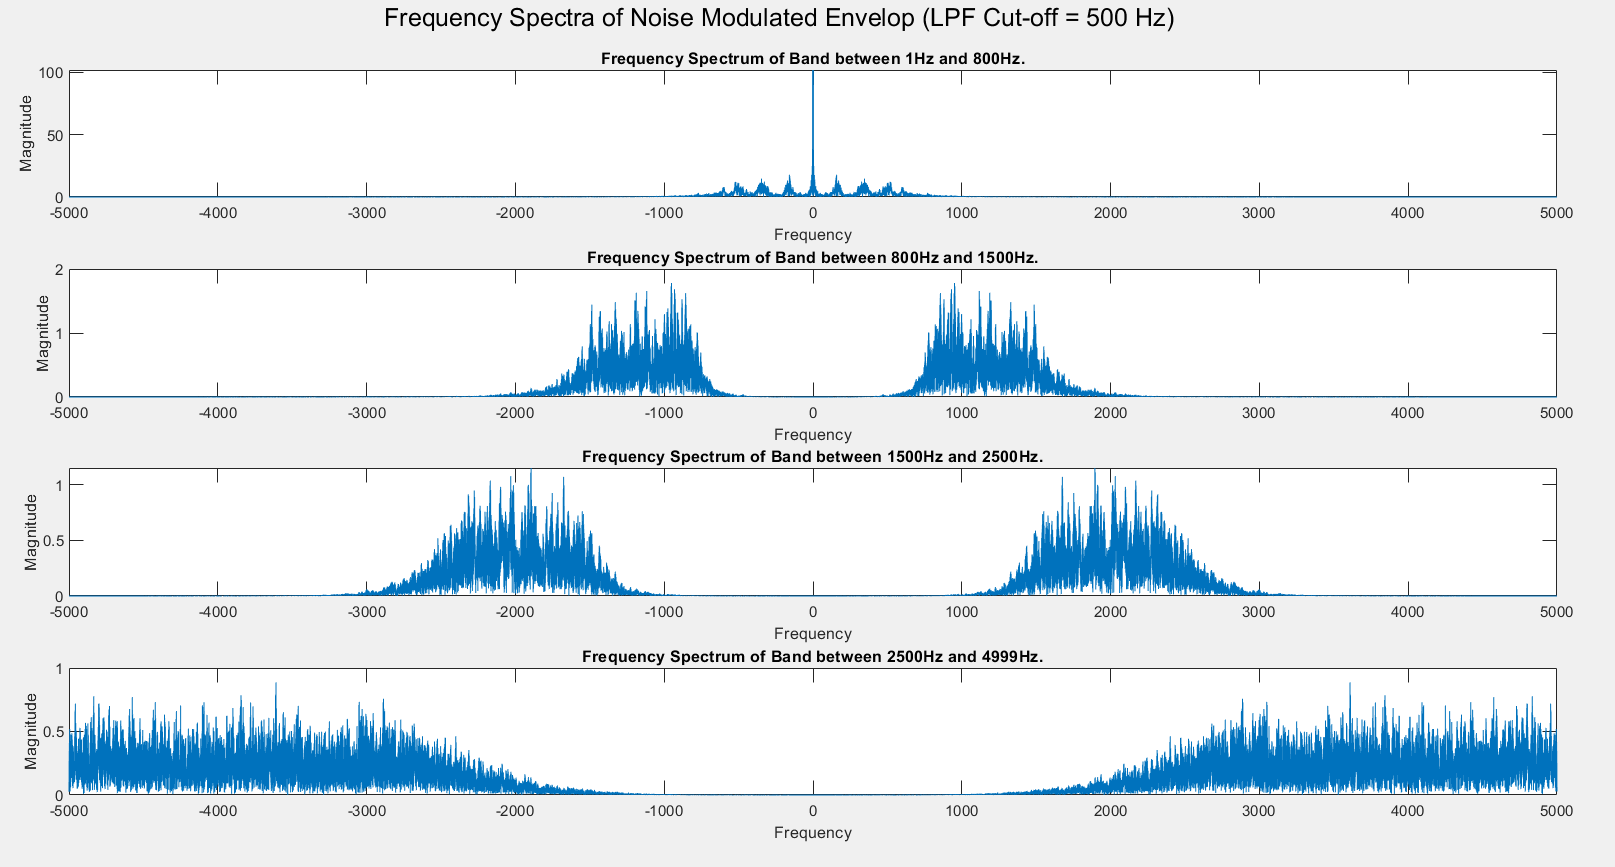 Frequency Spectra of Noise Modulated Envelop (LPF Cut-off = 500 Hz)
Frequency Spectrum of Band between 1Hz and 800Hz.
Magnitude
100
50
0
-5000 -4000 -3000 -2000 -1000 0 1000 2000 3000 4000 5000
Frequency
Frequency Spectrum of Band between 800Hz and 1500Hz.
Magnitude
2
1
0
-5000 -4000 -3000 -2000 -1000 0 1000 2000 3000 4000 5000
Frequency
Frequency Spectrum of Band between 1500Hz and 2500Hz.
Magnitude
1
0.5
0
-5000 -4000 -3000 -2000 -1000 0 1000 2000 3000 4000 5000
Frequency
Frequency Spectrum of Band between 2500Hz and 4999Hz.
Magnitude
1
0.5
0
-5000 -4000 -3000 -2000 -1000 0 1000 2000 3000 4000 5000
Frequency